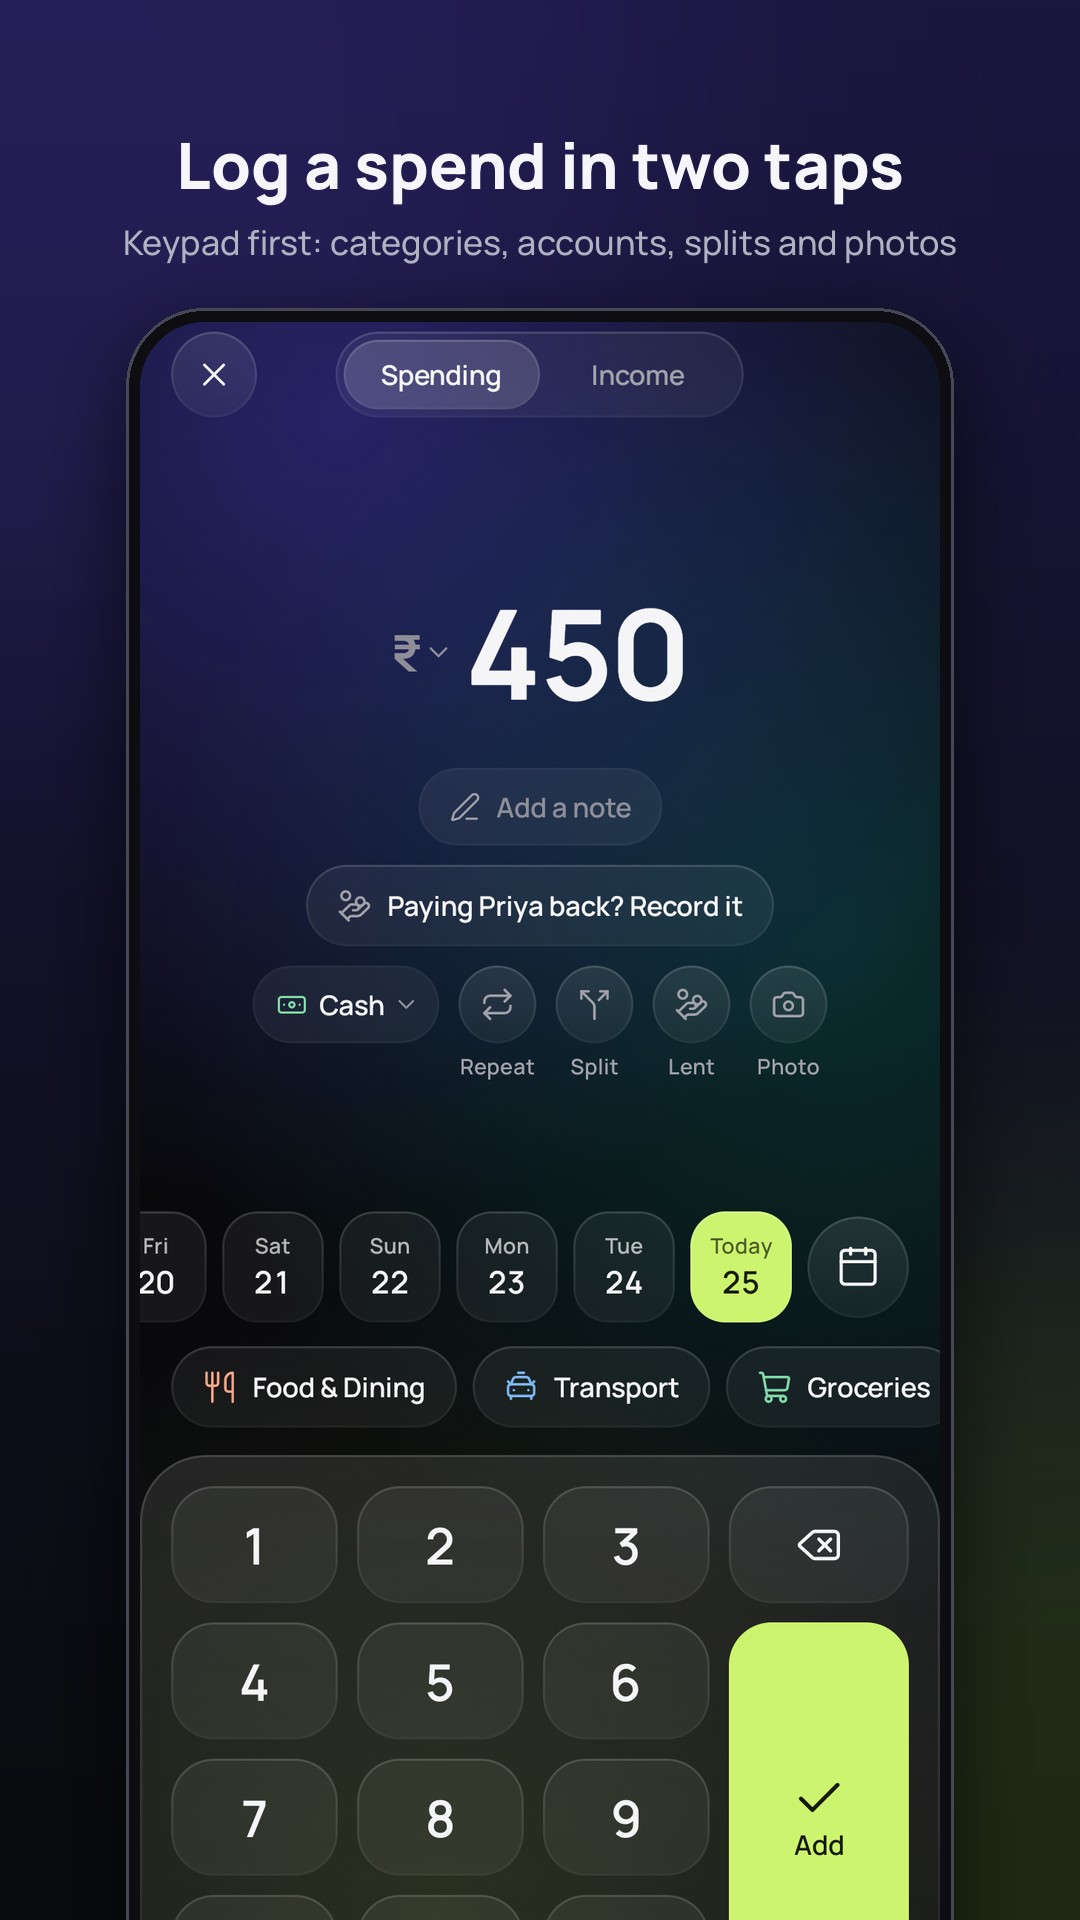 Log a spend in two taps
Keypad first: categories, accounts, splits and photos
Spending Income
₹ 450
Add a note
Paying Priya back? Record it
Cash
Repeat Split Lent Photo
Fri Sat Sun Mon Tue Today
20 21 22 23 24 25
Food & Dining Transport Groceries
1 2 3
4 5 6
7 8 9
Add